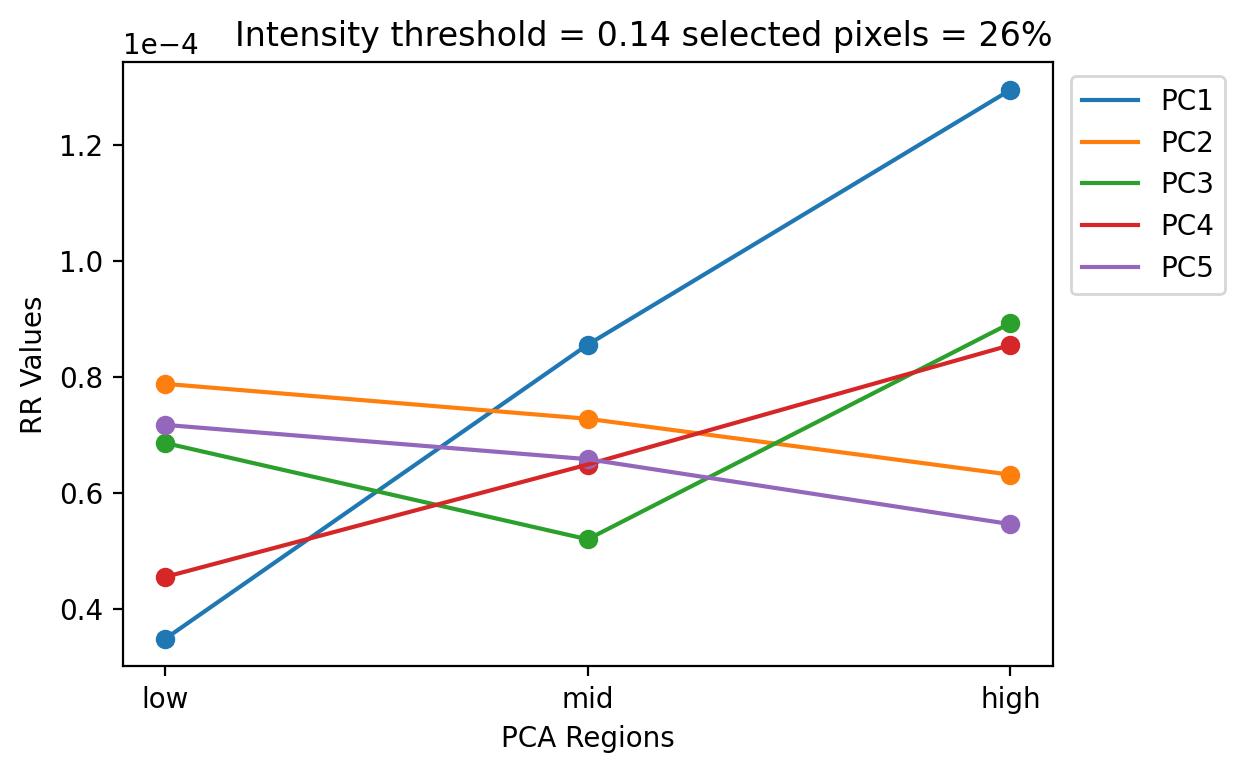 Intensity threshold = 0.14 selected pixels = 26%
1e−4
1.2
1.0
0.8
0.6
0.4
RR Values
low
mid
high
PCA Regions
PC1
PC2
PC3
PC4
PC5